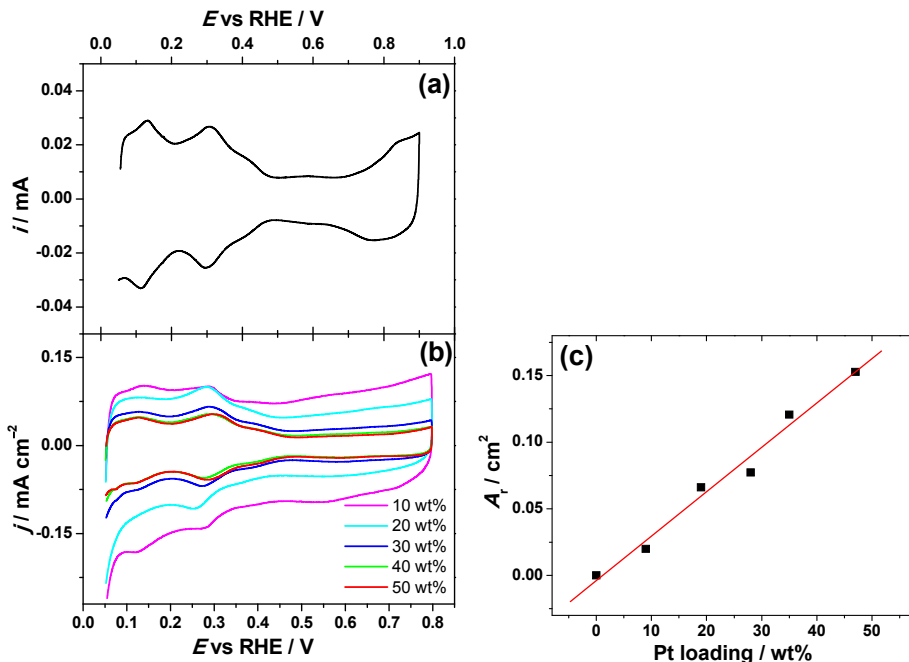 E vs RHE / V
0.0 0.2 0.4 0.6 0.8 1.0
(a)
0.04
0.02
0.00
-0.02
-0.04
i / mA
(b)
0.15
0.00
-0.15
j / mA cm⁻²
10 wt%
20 wt%
30 wt%
40 wt%
50 wt%
0.0 0.1 0.2 0.3 0.4 0.5 0.6 0.7 0.8
E vs RHE / V
(c)
0.15
0.10
0.05
0.00
Aᵣ / cm²
0 10 20 30 40 50
Pt loading / wt%